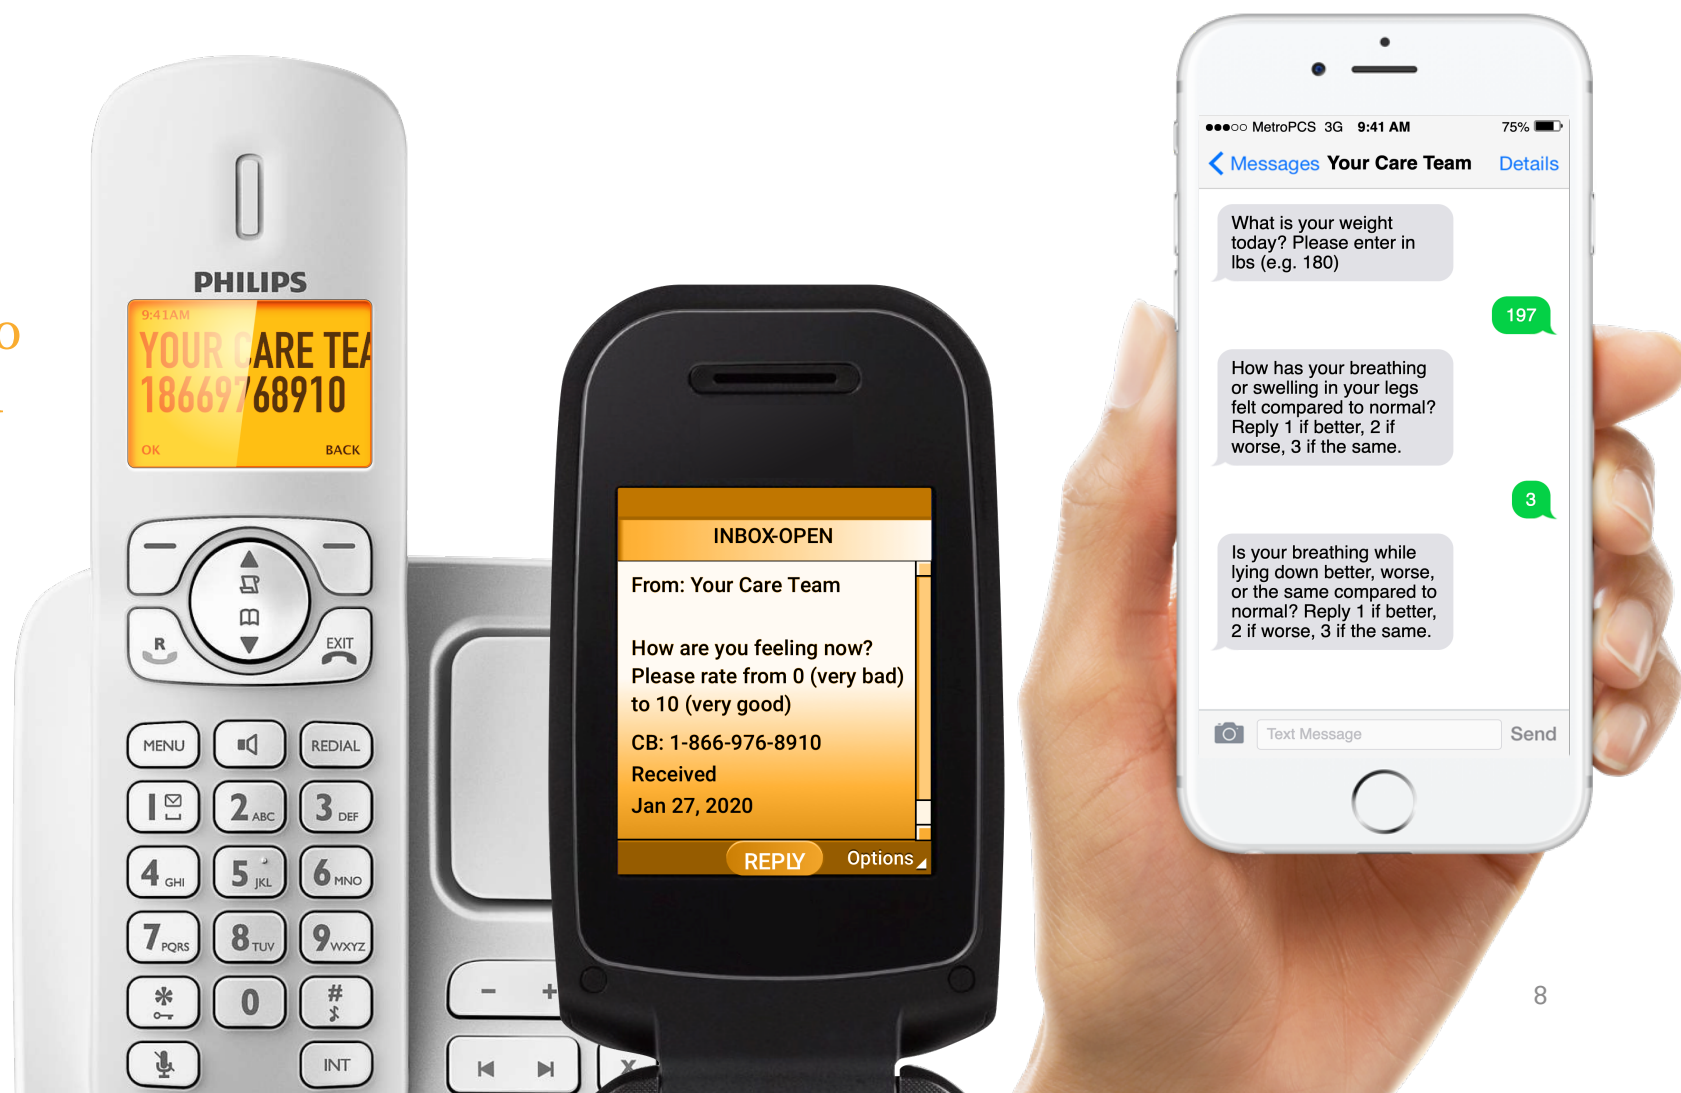 o
PHILIPS
9:41AM
YOUR CARE TEA
18669768910
OK
BACK
R
EXIT
MENU
REDIAL
1
2 ABC
3 DEF
4 GHI
5 JKL
6 MNO
7 PQRS
8 TUV
9 WXYZ
*
0
#
INT
- +
X
INBOX-OPEN
From: Your Care Team
How are you feeling now?
Please rate from 0 (very bad)
to 10 (very good)
CB: 1-866-976-8910
Received
Jan 27, 2020
REPLY
Options
MetroPCS 3G 9:41 AM 75%
Messages Your Care Team Details
What is your weight
today? Please enter in
lbs (e.g. 180)
197
How has your breathing
or swelling in your legs
felt compared to normal?
Reply 1 if better, 2 if
worse, 3 if the same.
3
Is your breathing while
lying down better, worse,
or the same compared to
normal? Reply 1 if better,
2 if worse, 3 if the same.
Text Message
Send
8